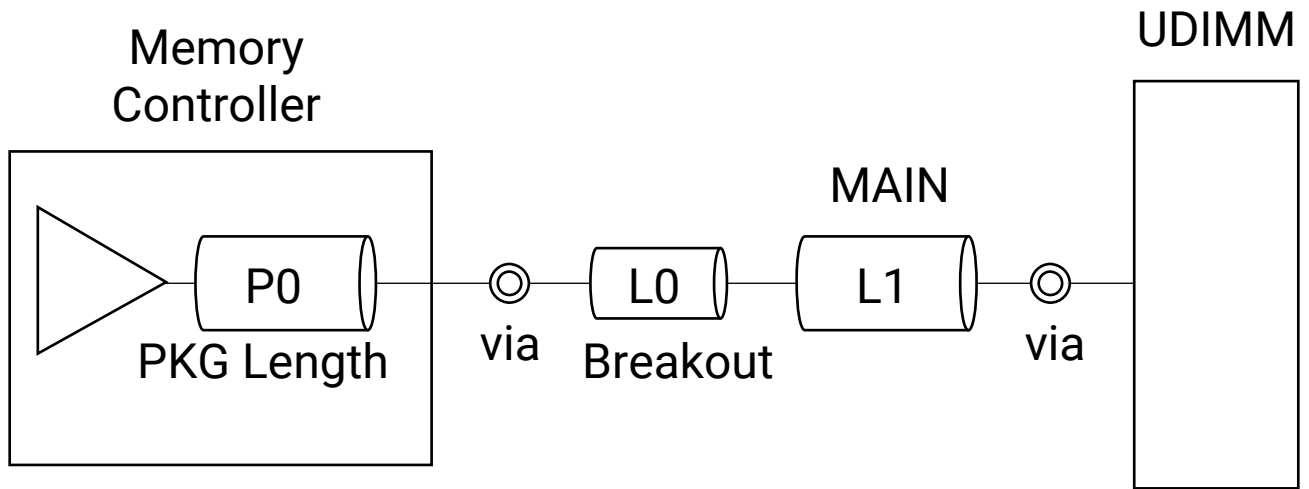 Memory
Controller
P0
PKG Length
via
L0
Breakout
MAIN
L1
via
UDIMM